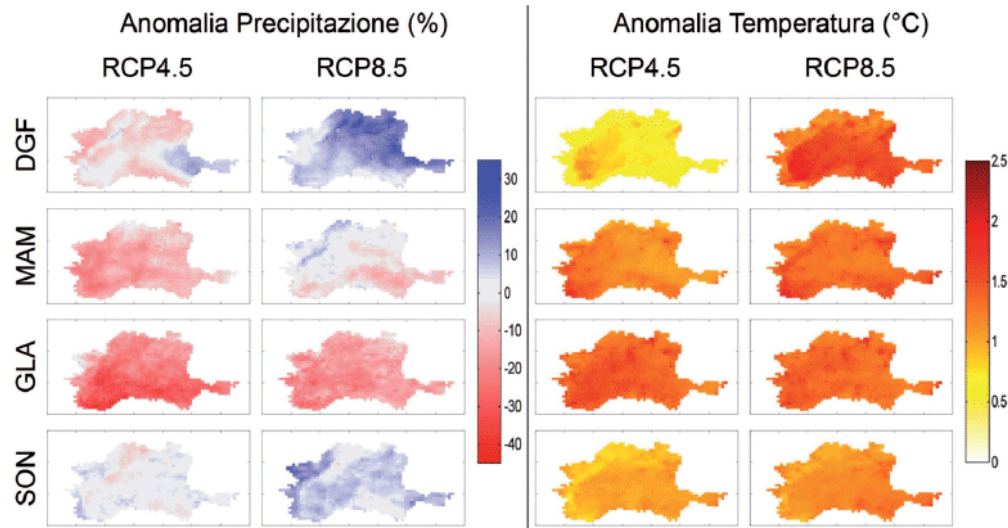 Anomalia Precipitazione (%)
Anomalia Temperatura (°C)
RCP4.5
RCP8.5
RCP4.5
RCP8.5
DGF
MAM
GLA
SON
30
20
10
0
-10
-20
-30
-40
2.5
2
1.5
1
0.5
0